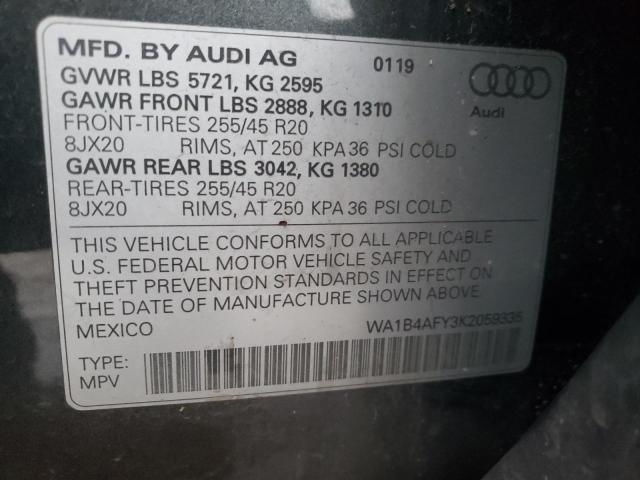 MFD. BY AUDI AG 0119
GVWR LBS 5721, KG 2595
GAWR FRONT LBS 2888, KG 1310
Audi
FRONT-TIRES 255/45 R20
8JX20 RIMS, AT 250 KPA 36 PSI COLD
GAWR REAR LBS 3042, KG 1380
REAR-TIRES 255/45 R20
8JX20 RIMS, AT 250 KPA 36 PSI COLD
THIS VEHICLE CONFORMS TO ALL APPLICABLE
U.S. FEDERAL MOTOR VEHICLE SAFETY AND
THEFT PREVENTION STANDARDS IN EFFECT ON
THE DATE OF MANUFACTURE SHOWN ABOVE.
MEXICO WA1B4AFY3K2059335
TYPE:
MPV